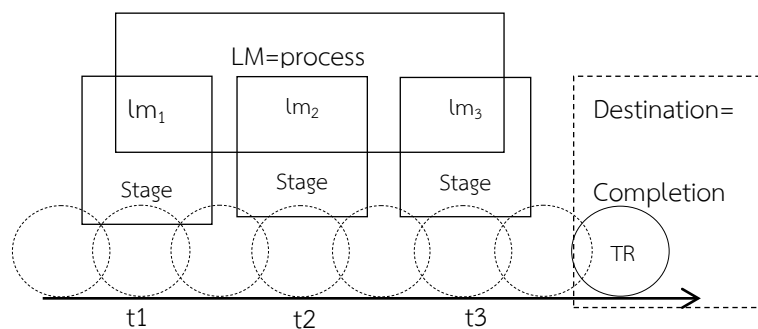 LM=process
lm₁ lm₂ lm₃ Destination=
Stage Stage Stage Completion
TR
t1 t2 t3